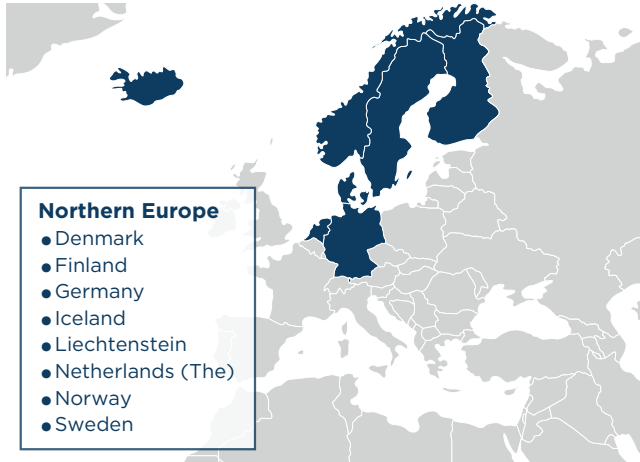 Northern Europe
Denmark
Finland
Germany
Iceland
Liechtenstein
Netherlands (The)
Norway
Sweden